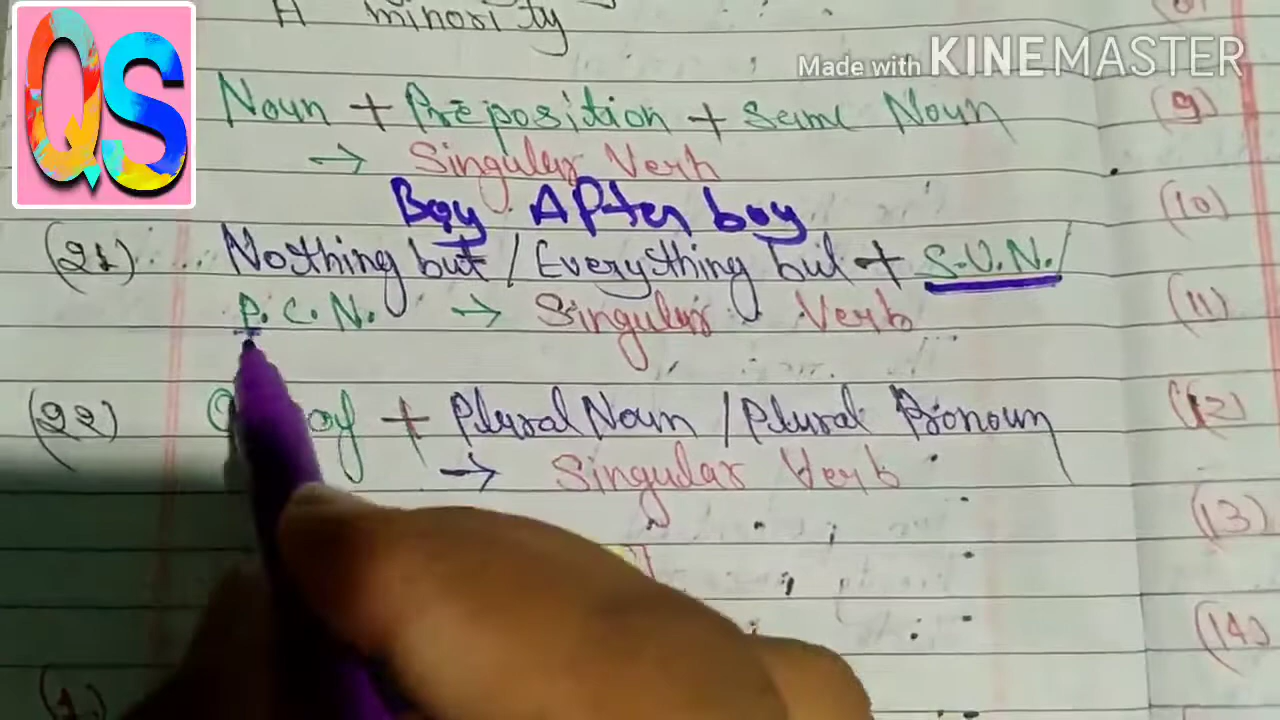 QS
Made with KINEMASTER
A minority
Noun + Preposition + same Noun
→ Singular Verb
Boy After boy
(21) Nothing but / Everything but + S.U.N. /
P.C.N. → Singular Verb
(22) of + Plural Noun / Plural Pronoun
→ Singular Verb
(1)
(9)
(10)
(11)
(12)
(13)
(14)